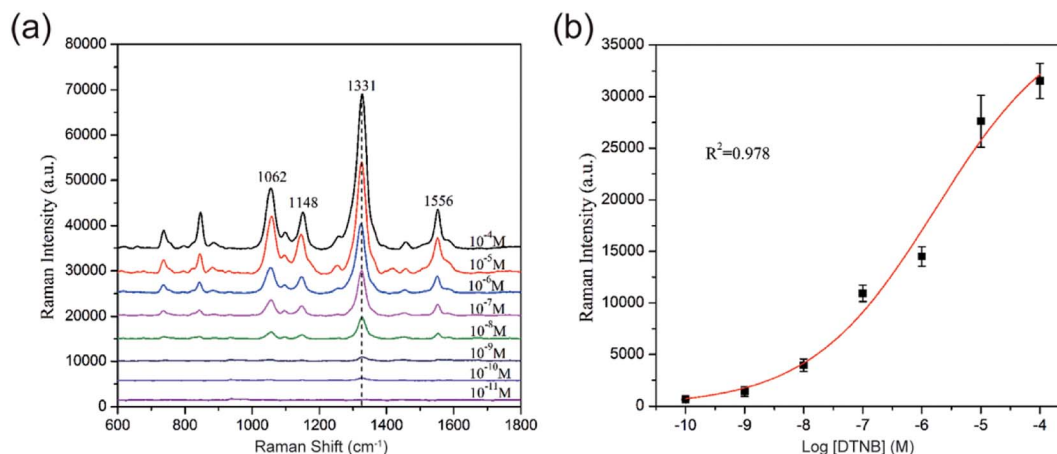 (a)
80000
70000
60000
50000
40000
30000
20000
10000
0
Raman Intensity (a.u.)
1062
1148
1331
1556
10⁻⁴M
10⁻⁵M
10⁻⁶M
10⁻⁷M
10⁻⁸M
10⁻⁹M
10⁻¹⁰M
10⁻¹¹M
600 800 1000 1200 1400 1600 1800
Raman Shift (cm⁻¹)
(b)
35000
30000
25000
20000
15000
10000
5000
0
Raman Intensity (a.u.)
R²=0.978
-10 -9 -8 -7 -6 -5 -4
Log [DTNB] (M)